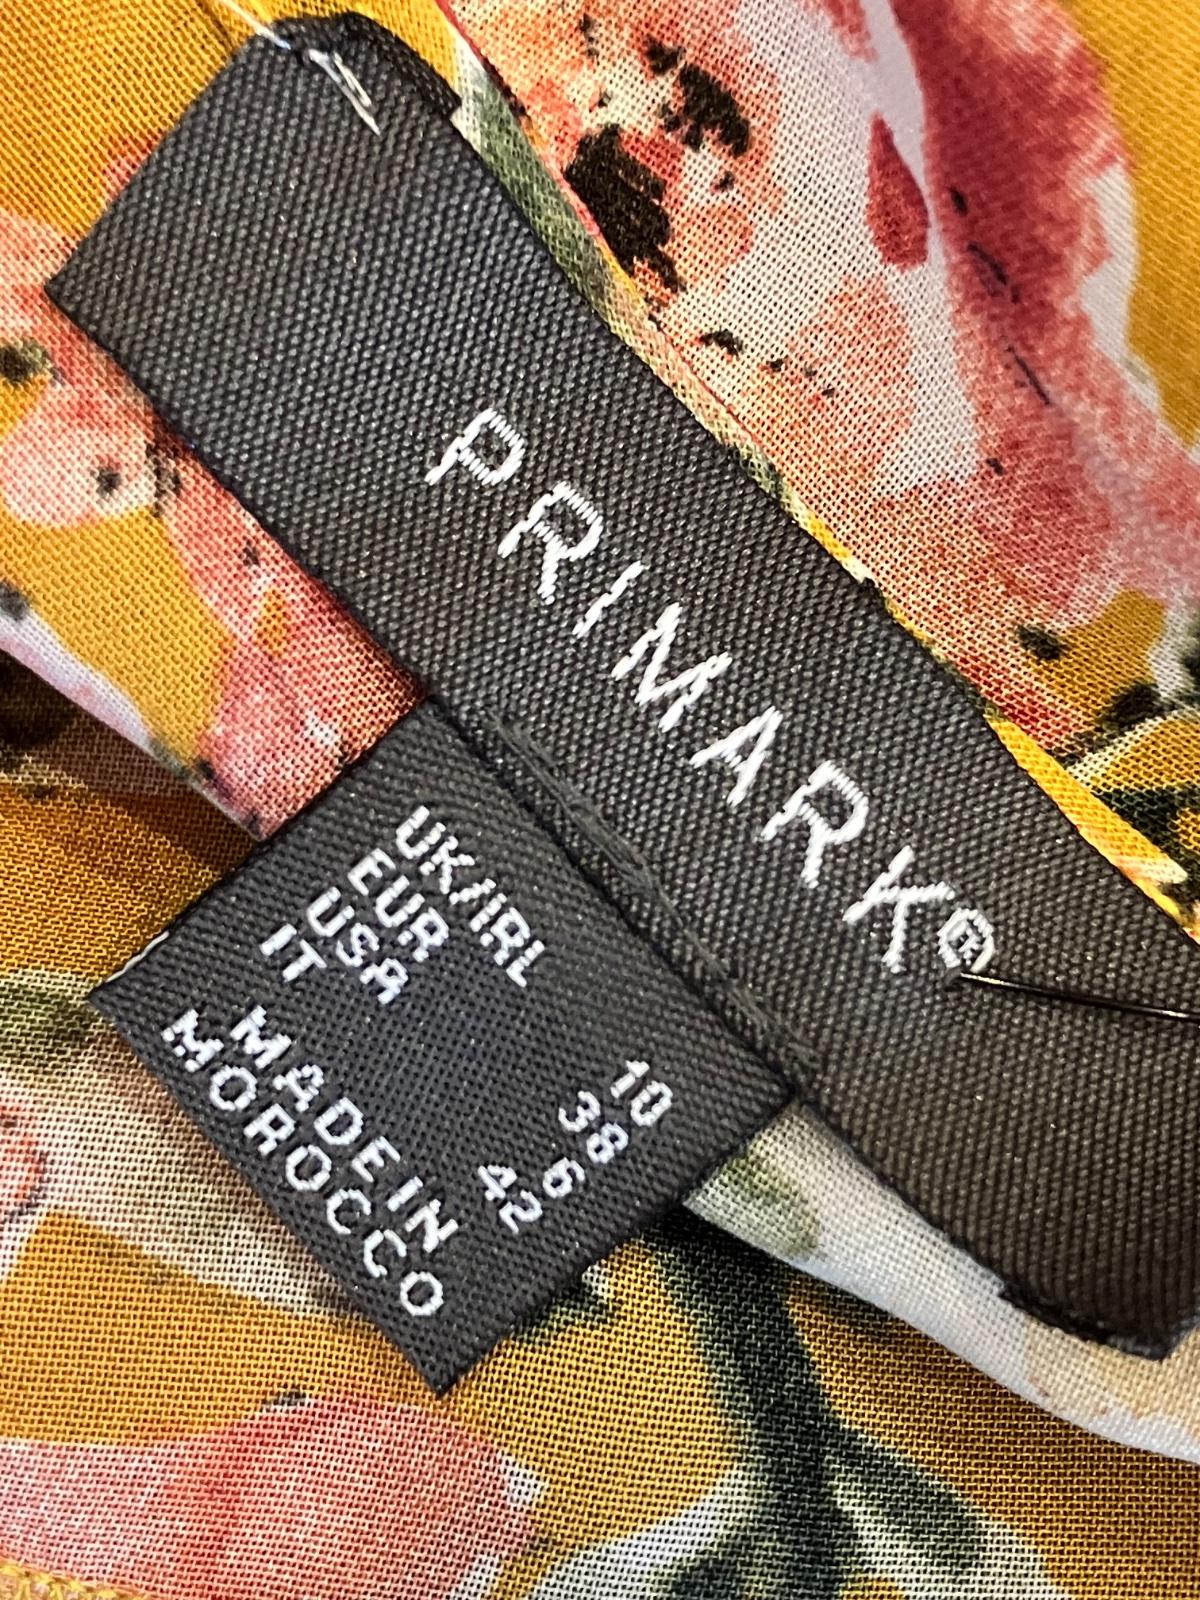 PRIMARK®
UK/IRL 10
EUR 38
USA 6
IT 42
MADE IN
MOROCCO